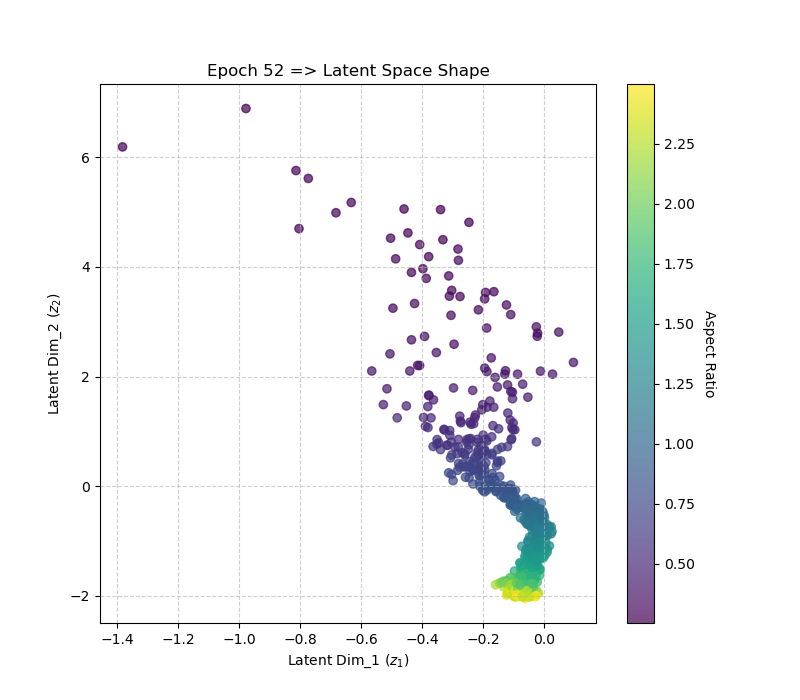 Epoch 52 => Latent Space Shape
Latent Dim_2 (z₂)
6
4
2
0
−2
−1.4 −1.2 −1.0 −0.8 −0.6 −0.4 −0.2 0.0
Latent Dim_1 (z₁)
2.25
2.00
1.75
1.50
1.25
1.00
0.75
0.50
Aspect Ratio